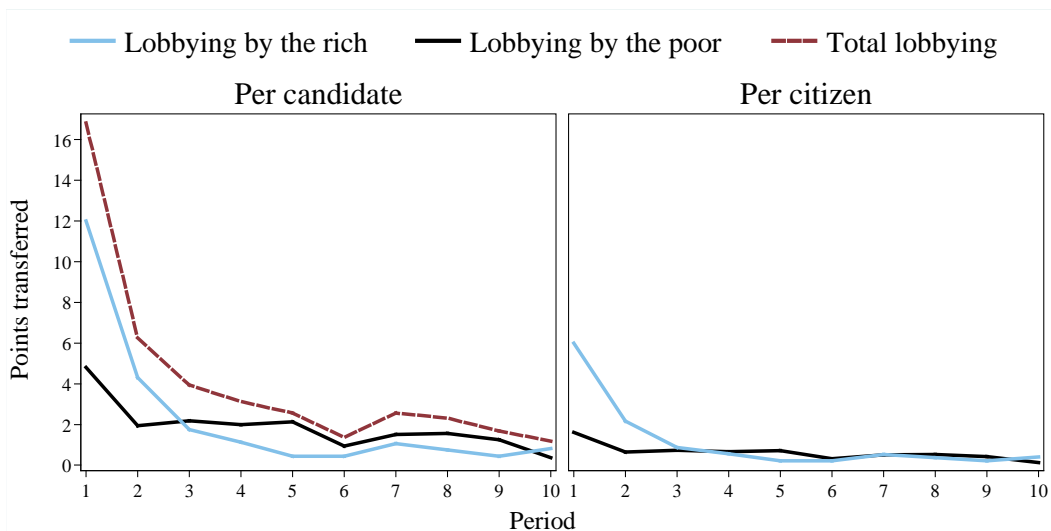 Lobbying by the rich Lobbying by the poor Total lobbying
Per candidate Per citizen
Points transferred
16
14
12
10
8
6
4
2
0
1 2 3 4 5 6 7 8 9 10 1 2 3 4 5 6 7 8 9 10
Period